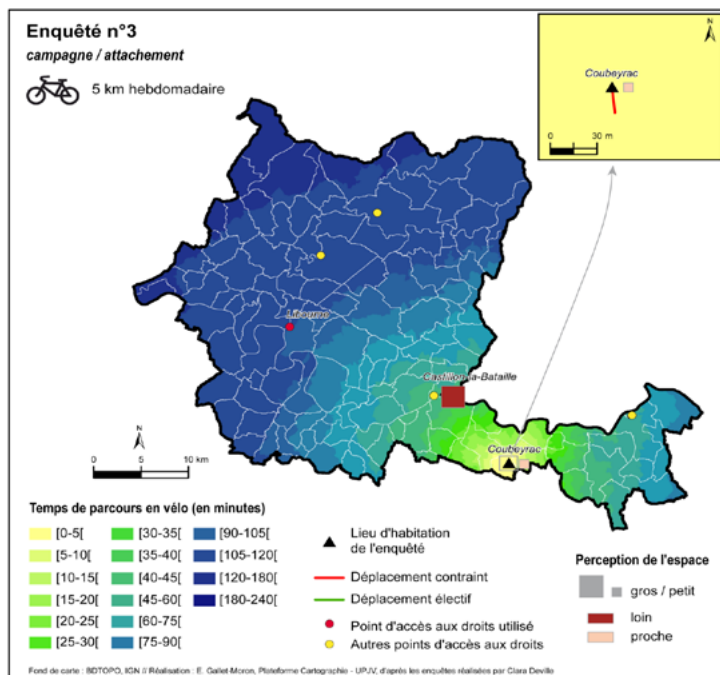 Enquêté n°3
campagne / attachement
5 km hebdomadaire
N
Coubeyrac
0 30 m
Libourne
Castillon-la-Bataille
Coubeyrac
N
0 5 10 km
Temps de parcours en vélo (en minutes)
[0-5[
[5-10[
[10-15[
[15-20[
[20-25[
[25-30[
[30-35[
[35-40[
[40-45[
[45-60[
[60-75[
[75-90[
[90-105[
[105-120[
[120-180[
[180-240[
Lieu d'habitation
de l'enquêté
Déplacement contraint
Déplacement électif
Point d'accès aux droits utilisé
Autres points d'accès aux droits
Perception de l'espace
gros / petit
loin
proche
Fond de carte : BDTOPO, IGN // Réalisation : E. Gallet-Moron, Plateforme Cartographie - UPJV, d'après les enquêtes réalisées par Clara Deville